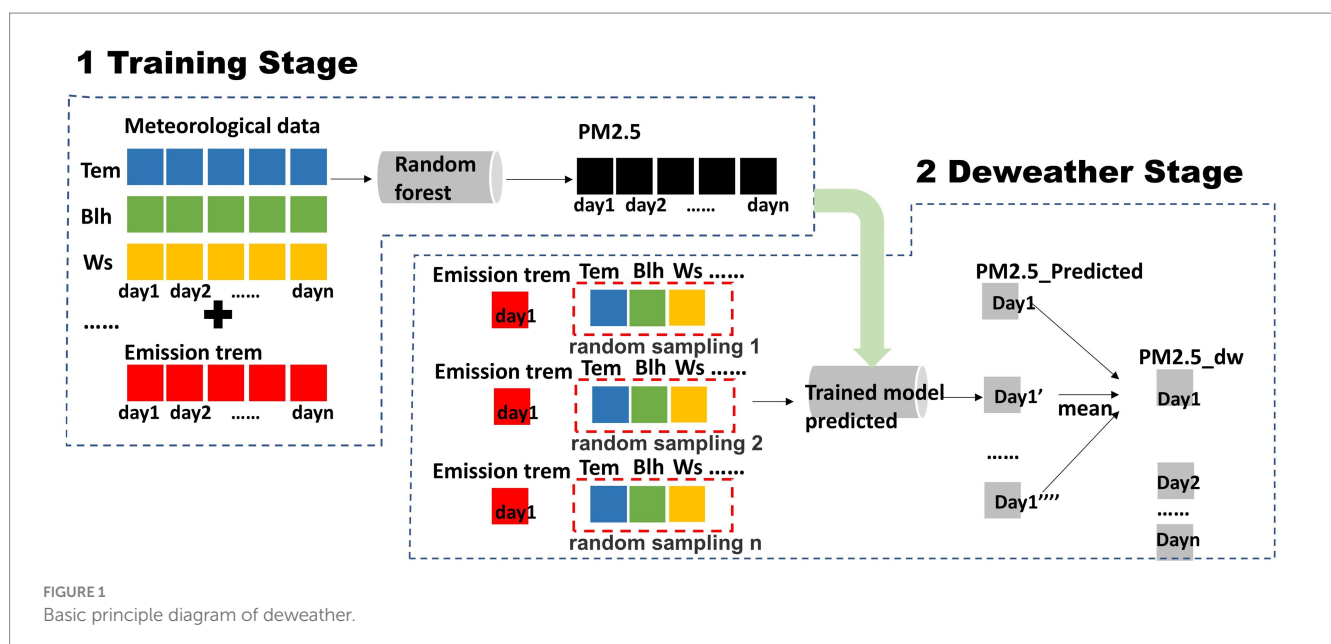 1 Training Stage
Meteorological data
Tem
Blh
Ws
day1 day2 ...... dayn
......
Emission trem
day1 day2 ...... dayn
Random
forest
PM2.5
day1 day2 ...... dayn
2 Deweather Stage
Emission trem Tem Blh Ws ......
day1
random sampling 1
Emission trem Tem Blh Ws ......
day1
random sampling 2
Emission trem Tem Blh Ws ......
day1
random sampling n
Trained model
predicted
PM2.5_Predicted
Day1
Day1'
......
Day1''''
mean
PM2.5_dw
Day1
Day2
......
Dayn
FIGURE 1
Basic principle diagram of deweather.